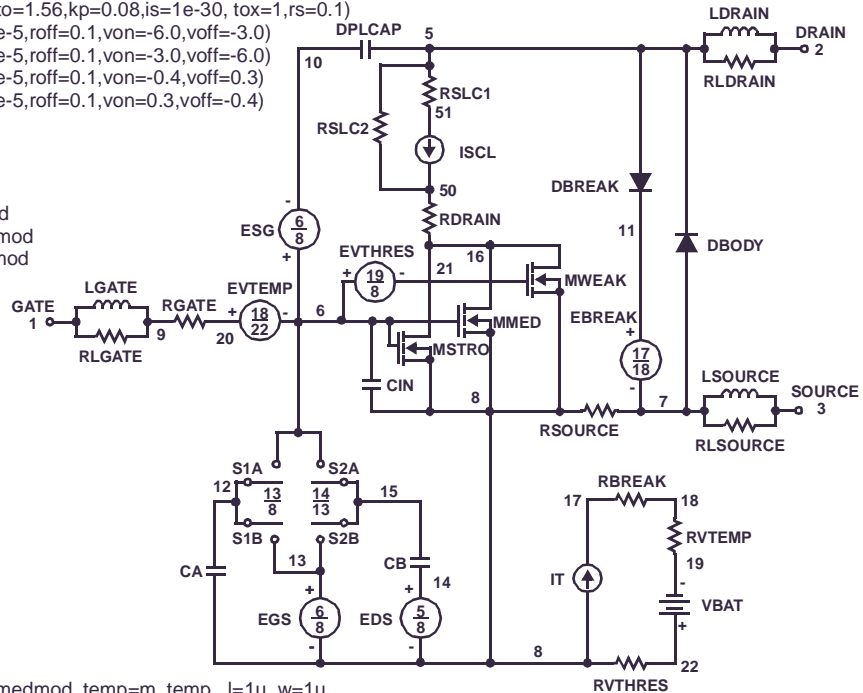 to=1.56,kp=0.08,is=1e-30, tox=1,rs=0.1)
e-5,roff=0.1,von=-6.0,voff=-3.0)
e-5,roff=0.1,von=-3.0,voff=-6.0)
e-5,roff=0.1,von=-0.4,voff=0.3)
e-5,roff=0.1,von=0.3,voff=-0.4)
d
mod
mod
LDRAIN
DPLCAP 5 DRAIN
10 2
RLDRAIN
RSLC1
51
RSLC2
ISCL
50
DBREAK
RDRAIN
ESG 6 8
- +
11
DBODY
EVTHRES
16
+ 19 8 - 21
MWEAK
LGATE EVTEMP
GATE RGATE
1 + 18 22 - 6
9 20
RLGATE
MMED
EBREAK +
MSTRO
17 18
-
CIN
8 7
LSOURCE
SOURCE
3
RSOURCE
RLSOURCE
S1A S2A
12 13 8 14 13 15
S1B S2B
13
CA CB
14
+ +
EGS 6 8 EDS 5 8
- -
RBREAK
17 18
RVTEMP
19
IT
-
VBAT
+
8 22
RVTHRES
medmod temp=m_temp, l=1u, w=1u